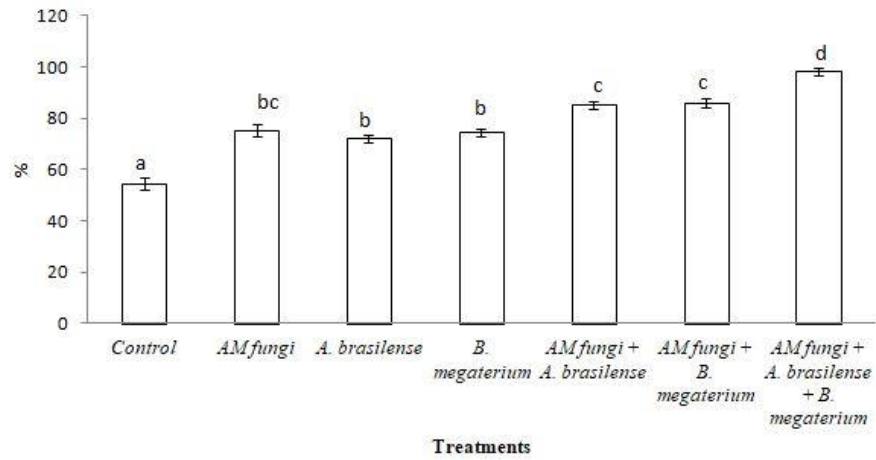 120
100
80
60
40
20
0
%
a
bc
b
b
c
c
d
Control
AM fungi
A. brasilense
B.
megaterium
AM fungi +
A. brasilense
AM fungi +
B.
megaterium
AM fungi +
A. brasilense
+ B.
megaterium
Treatments